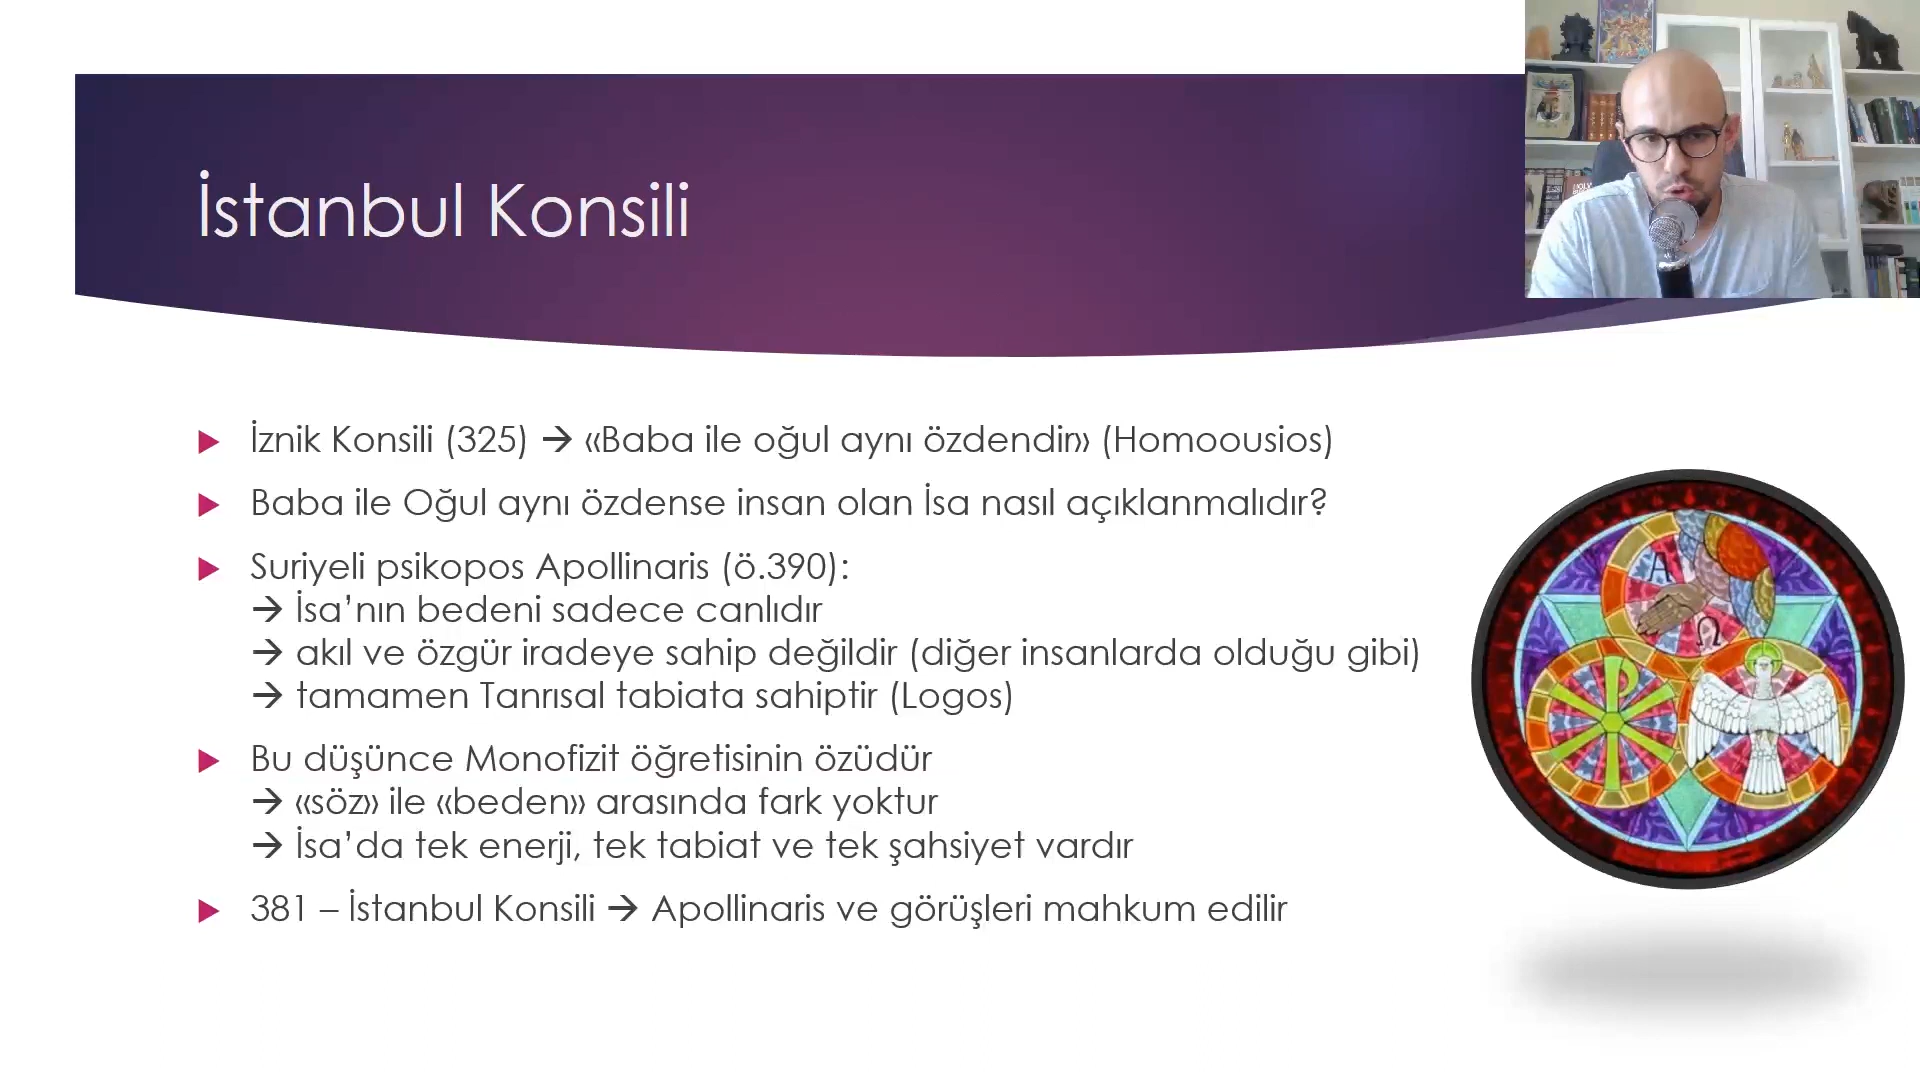 İstanbul Konsili
İznik Konsili (325) → «Baba ile oğul aynı özdendir» (Homoousios)
Baba ile Oğul aynı özdense insan olan İsa nasıl açıklanmalıdır?
Suriyeli psikopos Apollinaris (ö.390):
→ İsa’nın bedeni sadece canlıdır
→ akıl ve özgür iradeye sahip değildir (diğer insanlarda olduğu gibi)
→ tamamen Tanrısal tabiata sahiptir (Logos)
Bu düşünce Monofizit öğretisinin özüdür
→ «söz» ile «beden» arasında fark yoktur
→ İsa’da tek enerji, tek tabiat ve tek şahsiyet vardır
381 – İstanbul Konsili → Apollinaris ve görüşleri mahkum edilir
A
Ω